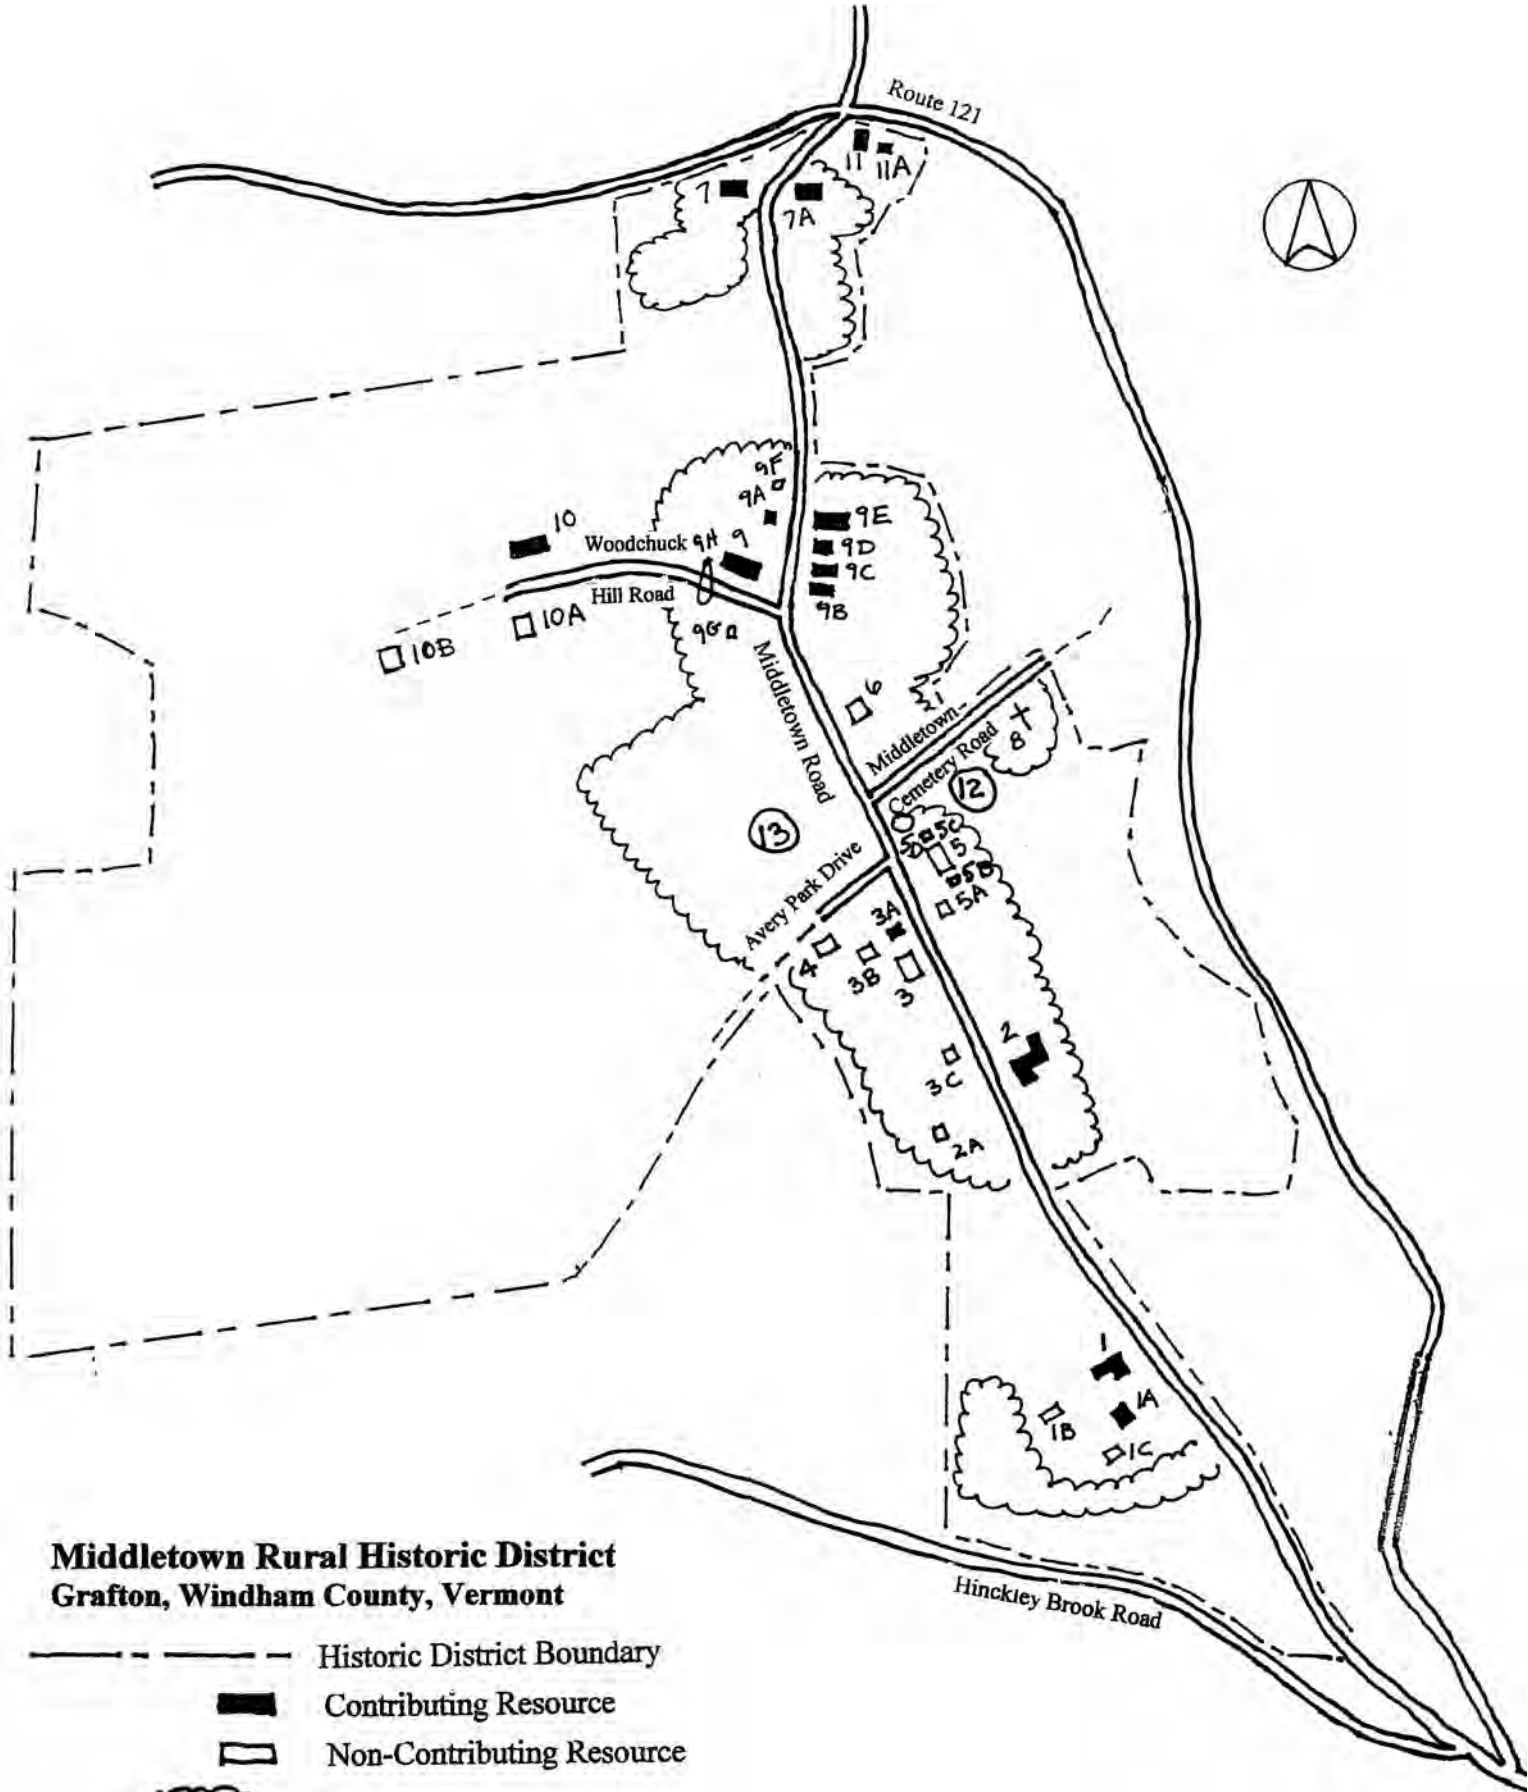 Route 121
11
11A
7
7A
9F
9A
10
Woodchuck
9H
9
9E
9D
9C
9B
Hill Road
10A
10B
9G
Middletown Road
6
Middletown
Cemetery Road
8
12
13
5D
5C
5
5B
5A
Avery Park Drive
3A
4
3B
3
2
3C
2A
1
1A
1B
1C
Hinckley Brook Road
Middletown Rural Historic District
Grafton, Windham County, Vermont
Historic District Boundary
Contributing Resource
Non-Contributing Resource